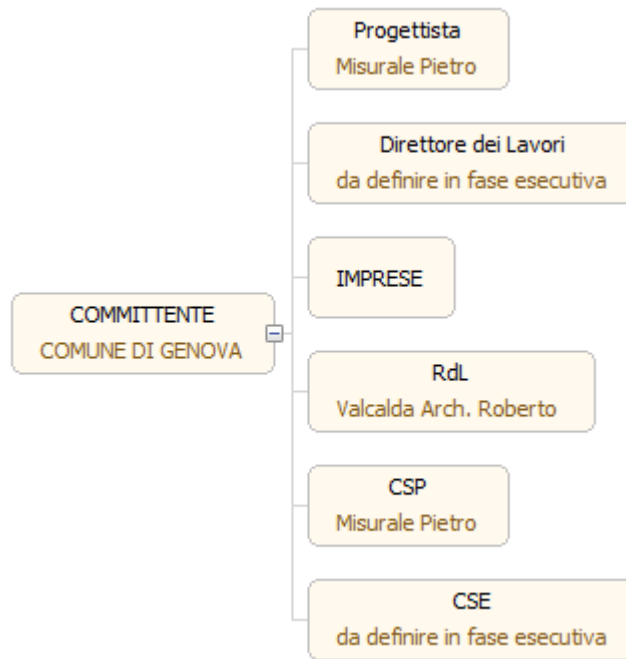 Progettista
Misurale Pietro
Direttore dei Lavori
da definire in fase esecutiva
IMPRESE
COMMITTENTE
COMUNE DI GENOVA
RdL
Valcalda Arch. Roberto
CSP
Misurale Pietro
CSE
da definire in fase esecutiva